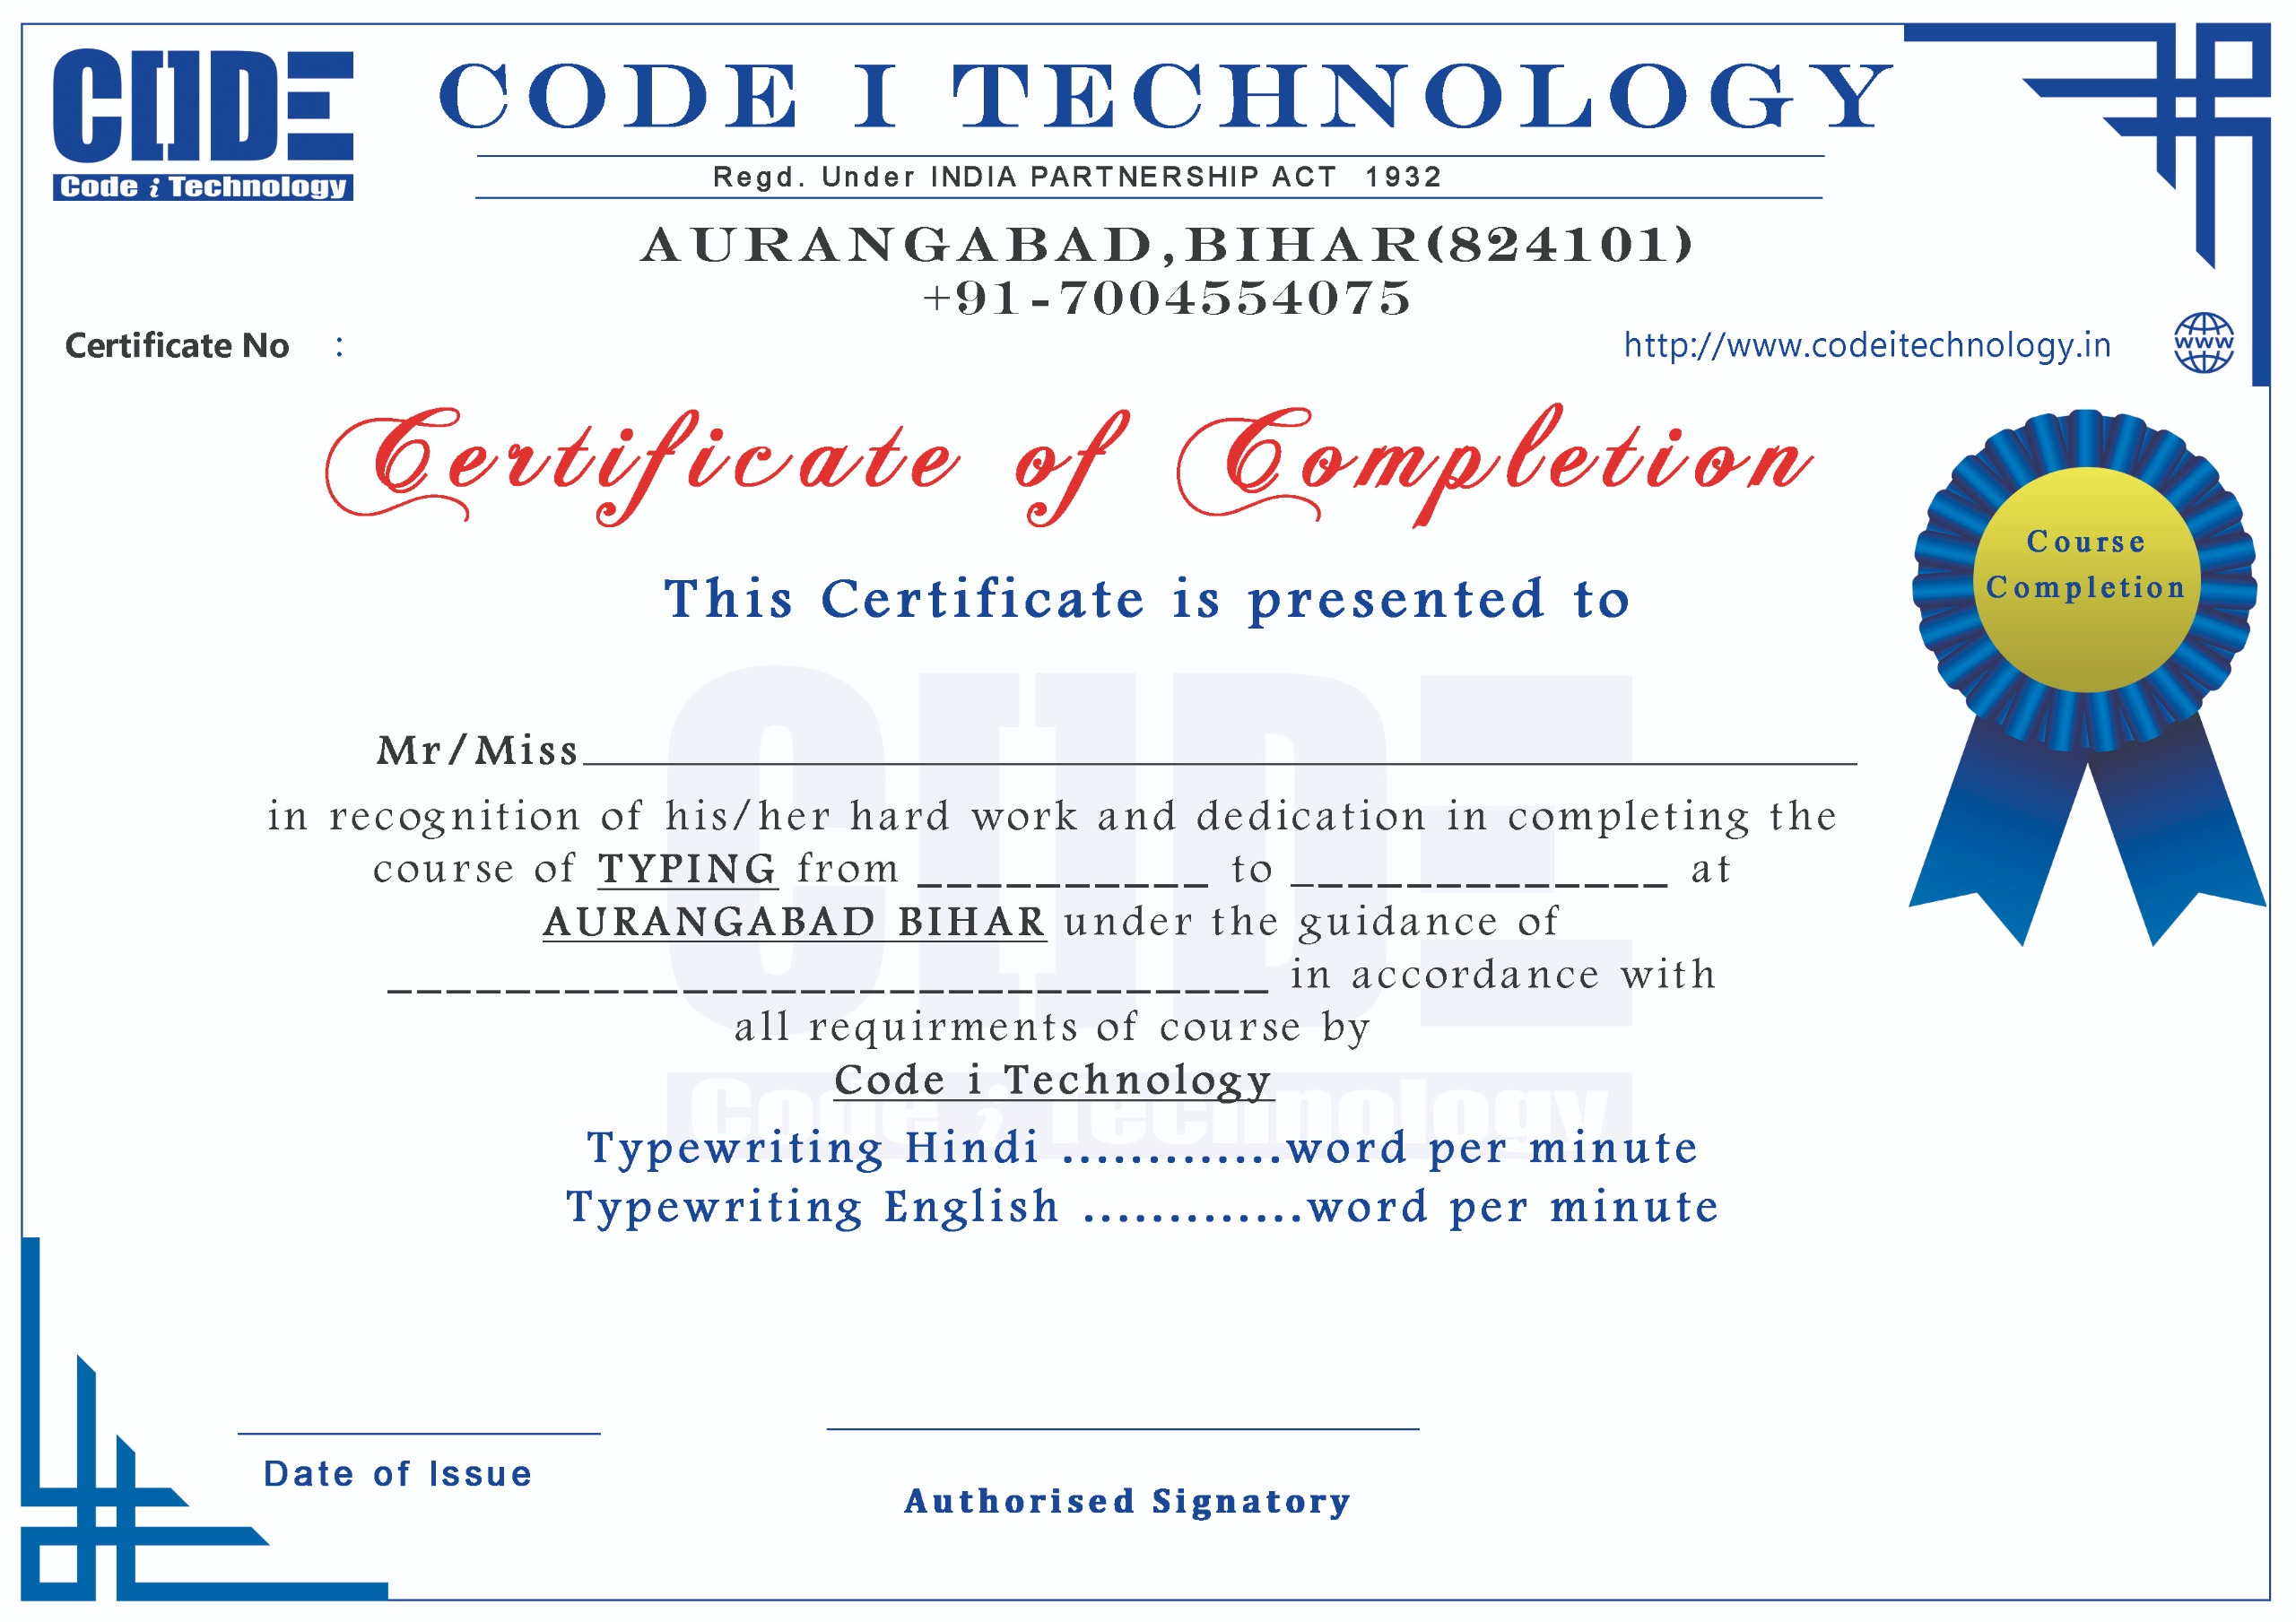 CODE
Code i Technology
CODE I TECHNOLOGY
Regd. Under INDIA PARTNERSHIP ACT 1932
AURANGABAD,BIHAR(824101)
+91-7004554075
Certificate No :
http://www.codeitechnology.in
www
Certificate of Completion
Course
Completion
This Certificate is presented to
Mr/Miss
in recognition of his/her hard work and dedication in completing the
course of TYPING from __________ to _____________ at
AURANGABAD BIHAR under the guidance of
______________________________ in accordance with
all requirments of course by
Code i Technology
Typewriting Hindi .............word per minute
Typewriting English .............word per minute
CODE
Code i Technology
Date of Issue
Authorised Signatory